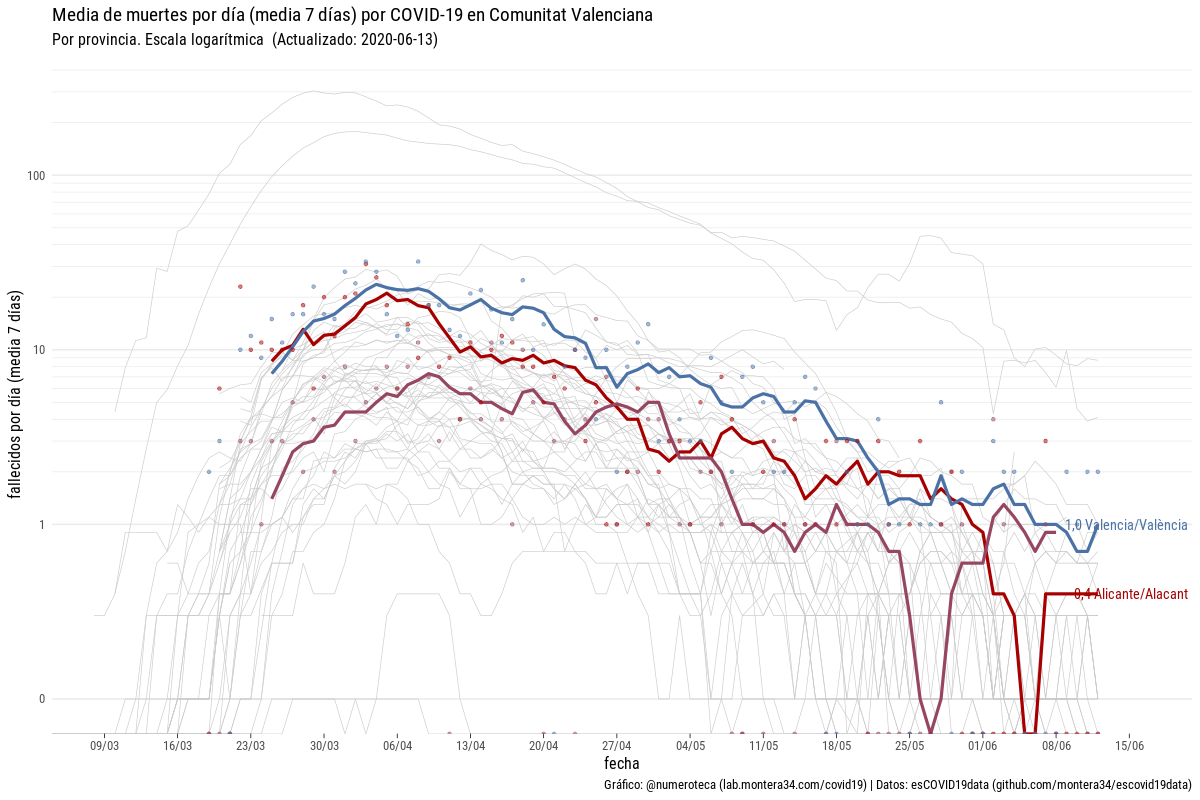 Media de muertes por día (media 7 días) por COVID-19 en Comunitat Valenciana
Por provincia. Escala logarítmica (Actualizado: 2020-06-13)
fallecidos por día (media 7 días)
100
10
1
0
1,0 Valencia/València
0,4 Alicante/Alacant
09/03
16/03
23/03
30/03
06/04
13/04
20/04
27/04
04/05
11/05
18/05
25/05
01/06
08/06
15/06
fecha
Gráfico: @numeroteca (lab.montera34.com/covid19) | Datos: esCOVID19data (github.com/montera34/escovid19data)